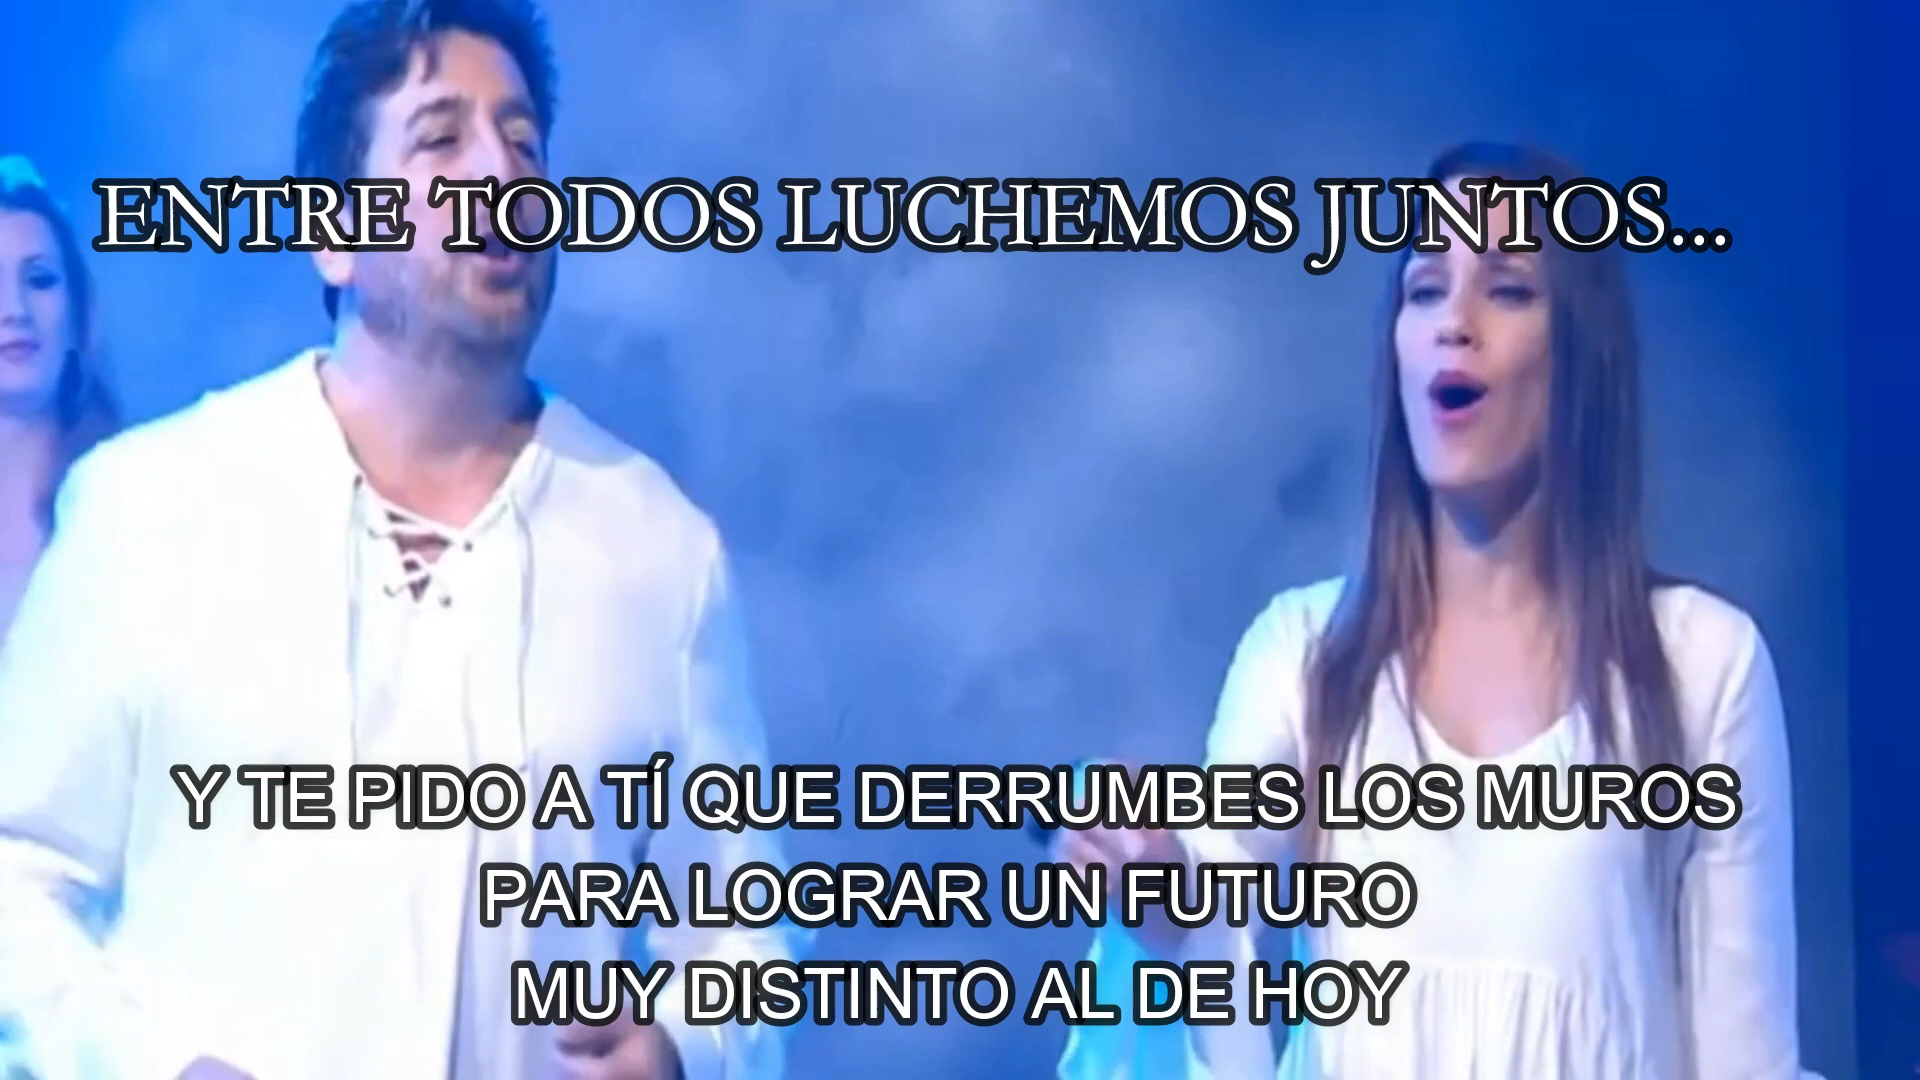 ENTRE TODOS LUCHEMOS JUNTOS...
Y TE PIDO A TÍ QUE DERRUMBES LOS MUROS
PARA LOGRAR UN FUTURO
MUY DISTINTO AL DE HOY